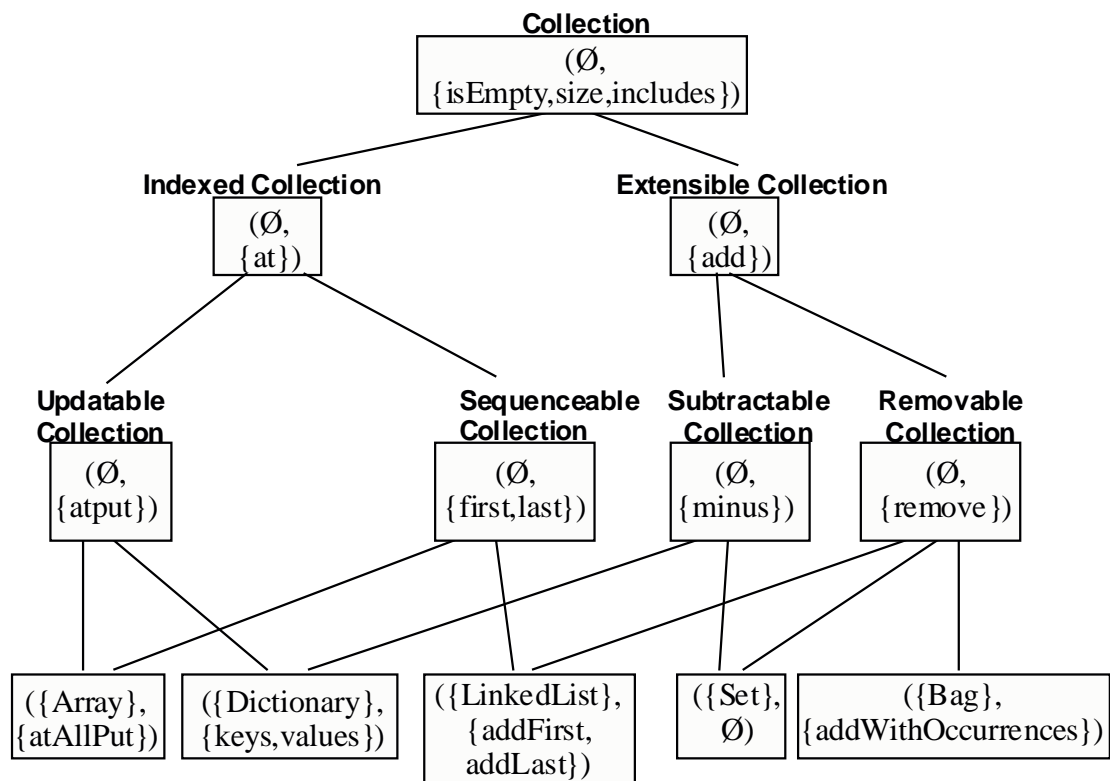 Collection
(Ø,
{isEmpty,size,includes})
Indexed Collection
(Ø,
{at})
Extensible Collection
(Ø,
{add})
Updatable
Collection
(Ø,
{atput})
Sequenceable
Collection
(Ø,
{first,last})
Subtractable
Collection
(Ø,
{minus})
Removable
Collection
(Ø,
{remove})
({Array},
{atAllPut})
({Dictionary},
{keys,values})
({LinkedList},
{addFirst,
addLast})
({Set},
Ø)
({Bag},
{addWithOccurrences})